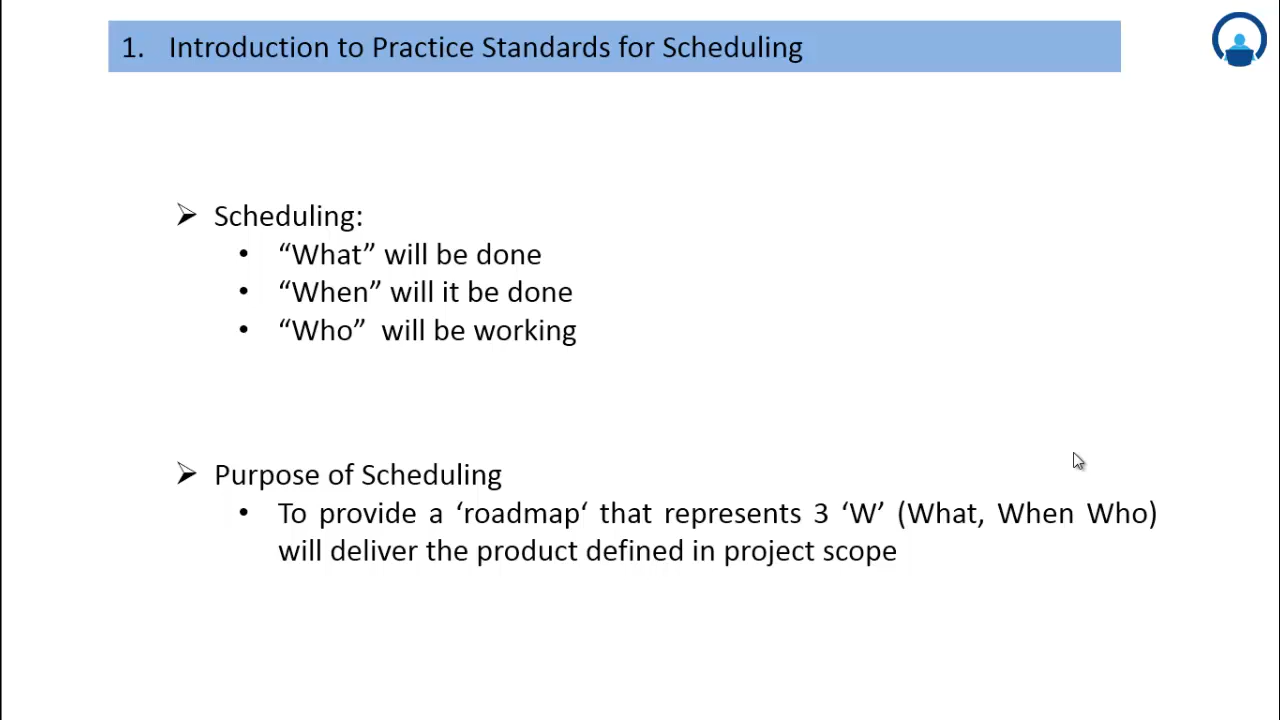 1. Introduction to Practice Standards for Scheduling
➢ Scheduling:
• “What” will be done
• “When” will it be done
• “Who” will be working
➢ Purpose of Scheduling
• To provide a ‘roadmap‘ that represents 3 ‘W’ (What, When Who)
will deliver the product defined in project scope